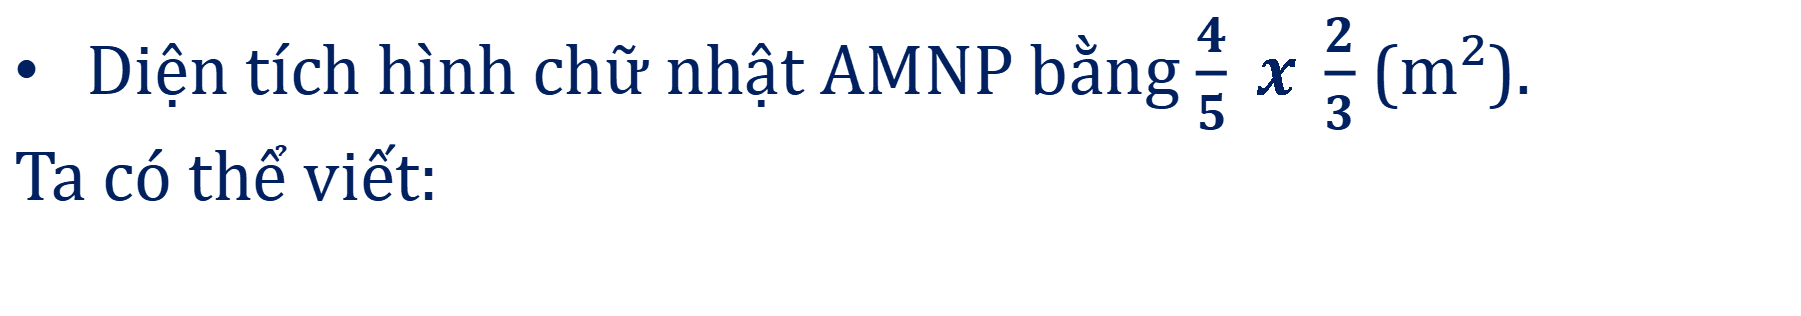 • Diện tích hình chữ nhật AMNP bằng 4/5 x 2/3 (m²).
Ta có thể viết: